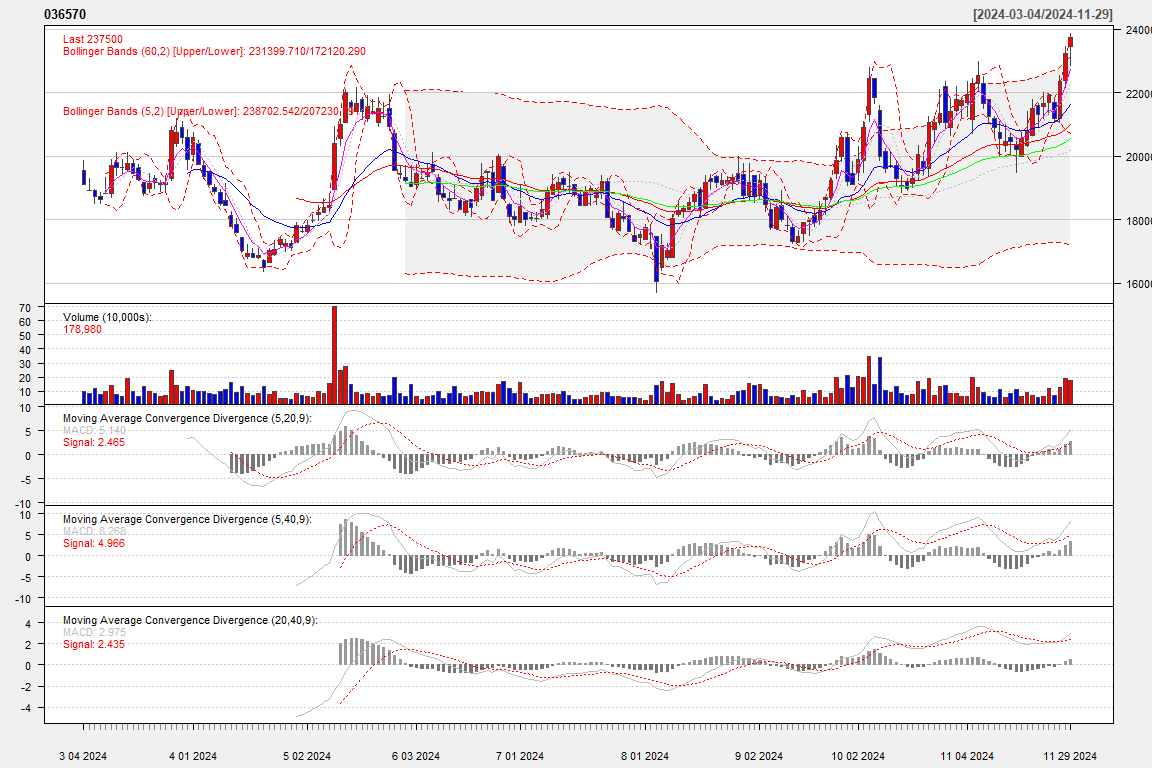 036570 [2024-03-04/2024-11-29]
Last 237500
Bollinger Bands (60,2) [Upper/Lower]: 231399.710/172120.290
Bollinger Bands (5,2) [Upper/Lower]: 238702.542/207230
24000
22000
20000
18000
16000
Volume (10,000s):
178,980
70
60
50
40
30
20
10
Moving Average Convergence Divergence (5,20,9):
MACD: 5.140
Signal: 2.465
10
5
0
-5
-10
Moving Average Convergence Divergence (5,40,9):
MACD: 8.268
Signal: 4.966
10
5
0
-5
-10
Moving Average Convergence Divergence (20,40,9):
MACD: 2.975
Signal: 2.435
4
2
0
-2
-4
3 04 2024 4 01 2024 5 02 2024 6 03 2024 7 01 2024 8 01 2024 9 02 2024 10 02 2024 11 04 2024 11 29 2024